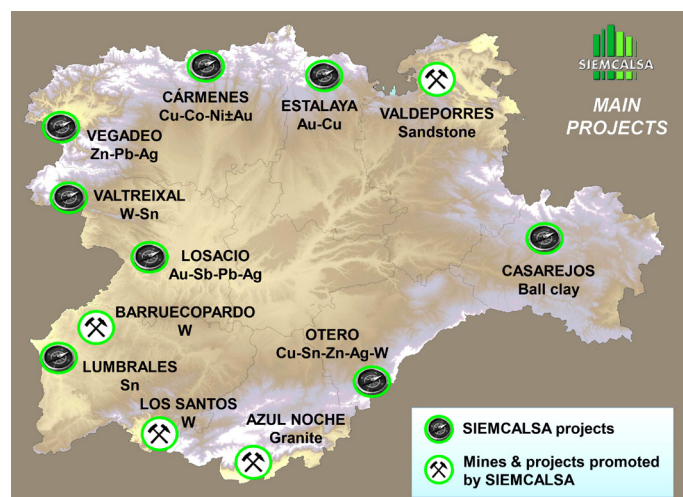 SIEMCALSA
MAIN
PROJECTS
CÁRMENES
Cu-Co-Ni±Au
ESTALAYA
Au-Cu
VALDEPORRES
Sandstone
VEGADEO
Zn-Pb-Ag
VALTREIXAL
W-Sn
LOSACIO
Au-Sb-Pb-Ag
CASAREJOS
Ball clay
BARRUECOPARDO
W
OTERO
Cu-Sn-Zn-Ag-W
LUMBRALES
Sn
LOS SANTOS
W
AZUL NOCHE
Granite
SIEMCALSA projects
Mines & projects promoted
by SIEMCALSA